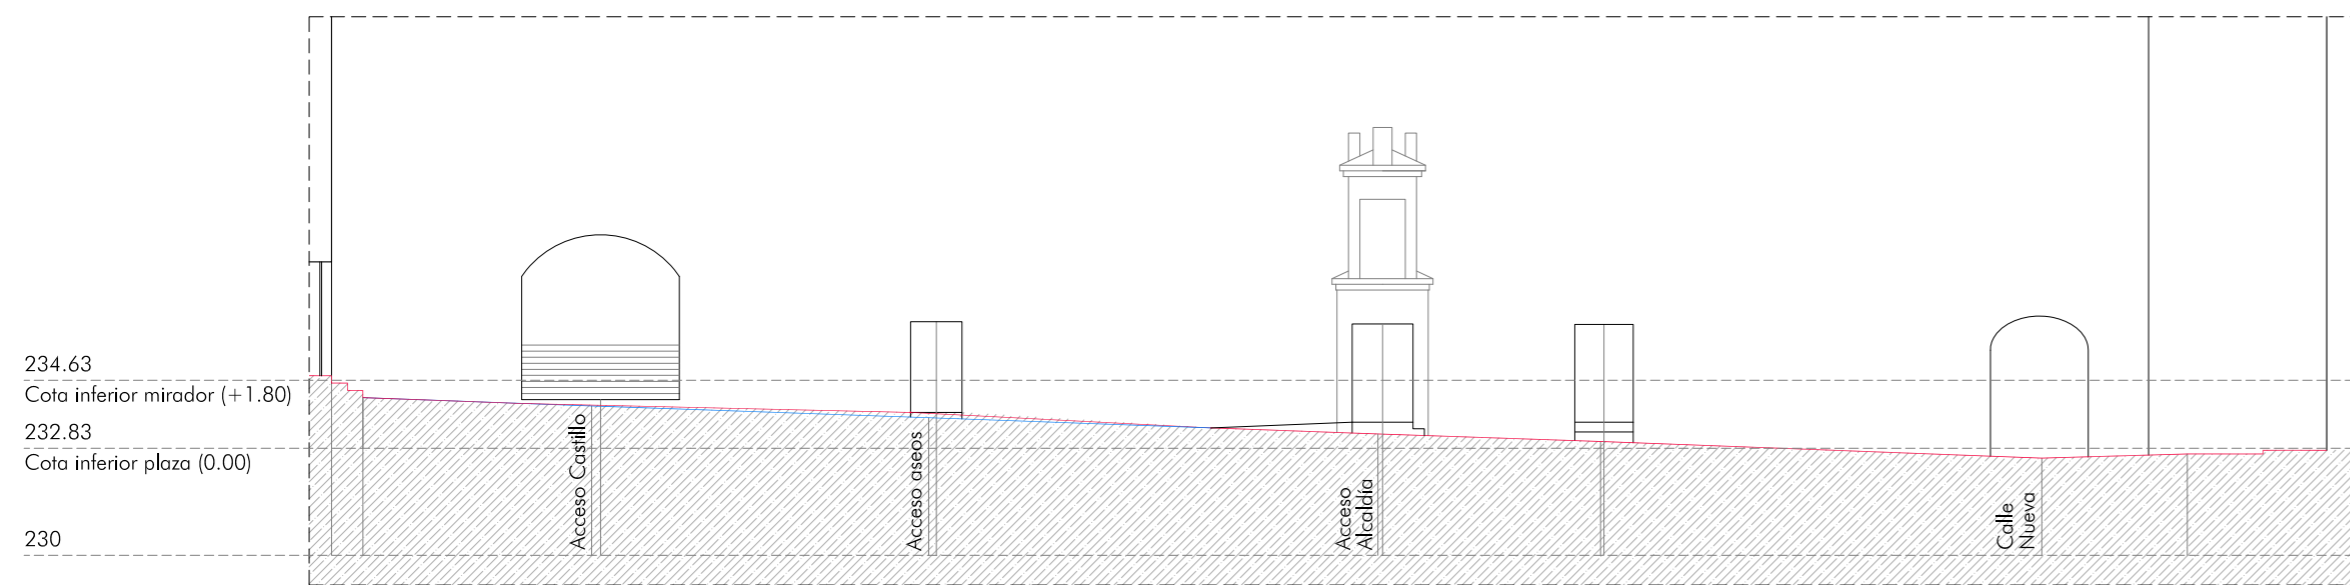 234.63
Cota inferior mirador (+1.80)
232.83
Cota inferior plaza (0.00)
230
Acceso Castillo
Acceso aseos
Acceso
Alcaldía
Calle
Nueva